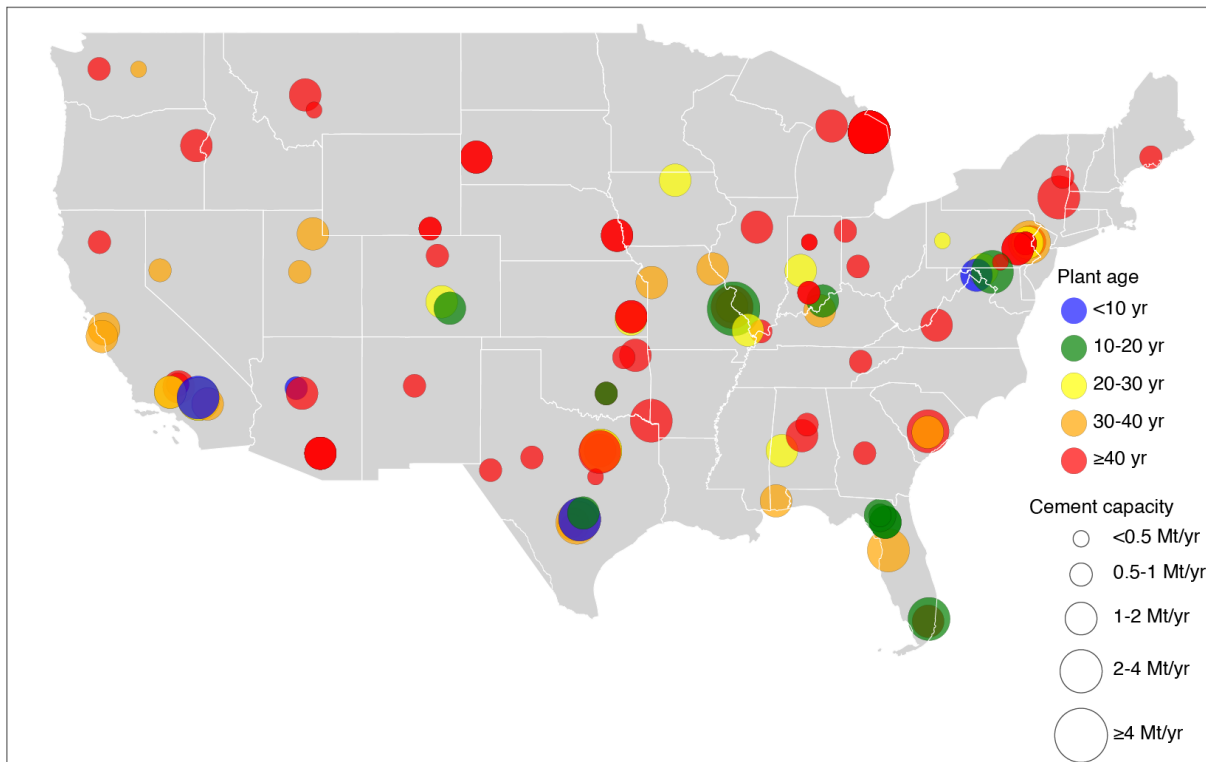 Plant age
<10 yr
10-20 yr
20-30 yr
30-40 yr
≥40 yr
Cement capacity
<0.5 Mt/yr
0.5-1 Mt/yr
1-2 Mt/yr
2-4 Mt/yr
≥4 Mt/yr